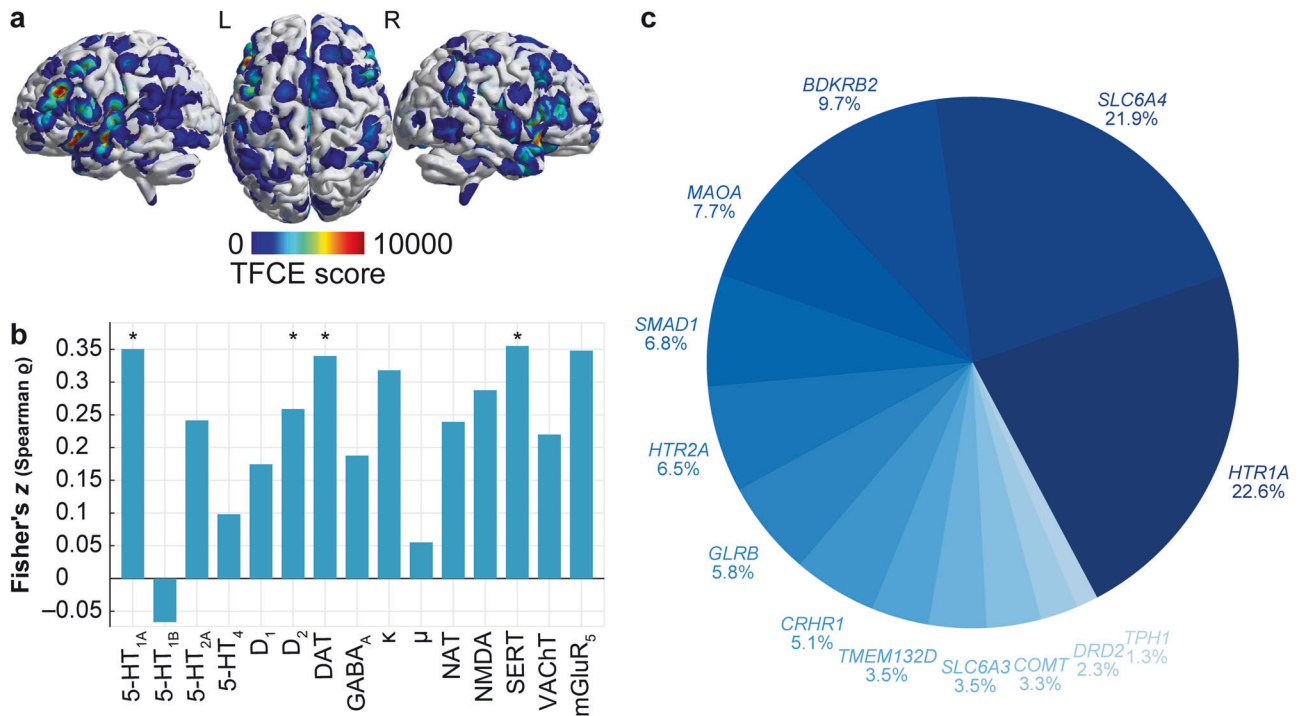 a
L
R
0
10000
TFCE score
b
Fisher's z (Spearman ϱ)
0.35
0.3
0.25
0.2
0.15
0.1
0.05
0
−0.05
*
*
*
*
5-HT1A
5-HT1B
5-HT2A
5-HT4
D1
D2
DAT
GABAA
κ
μ
NAT
NMDA
SERT
VAChT
mGluR5
c
SLC6A4
21.9%
BDKRB2
9.7%
MAOA
7.7%
SMAD1
6.8%
HTR2A
6.5%
GLRB
5.8%
CRHR1
5.1%
TMEM132D
3.5%
SLC6A3
3.5%
COMT
3.3%
DRD2
2.3%
TPH1
1.3%
HTR1A
22.6%